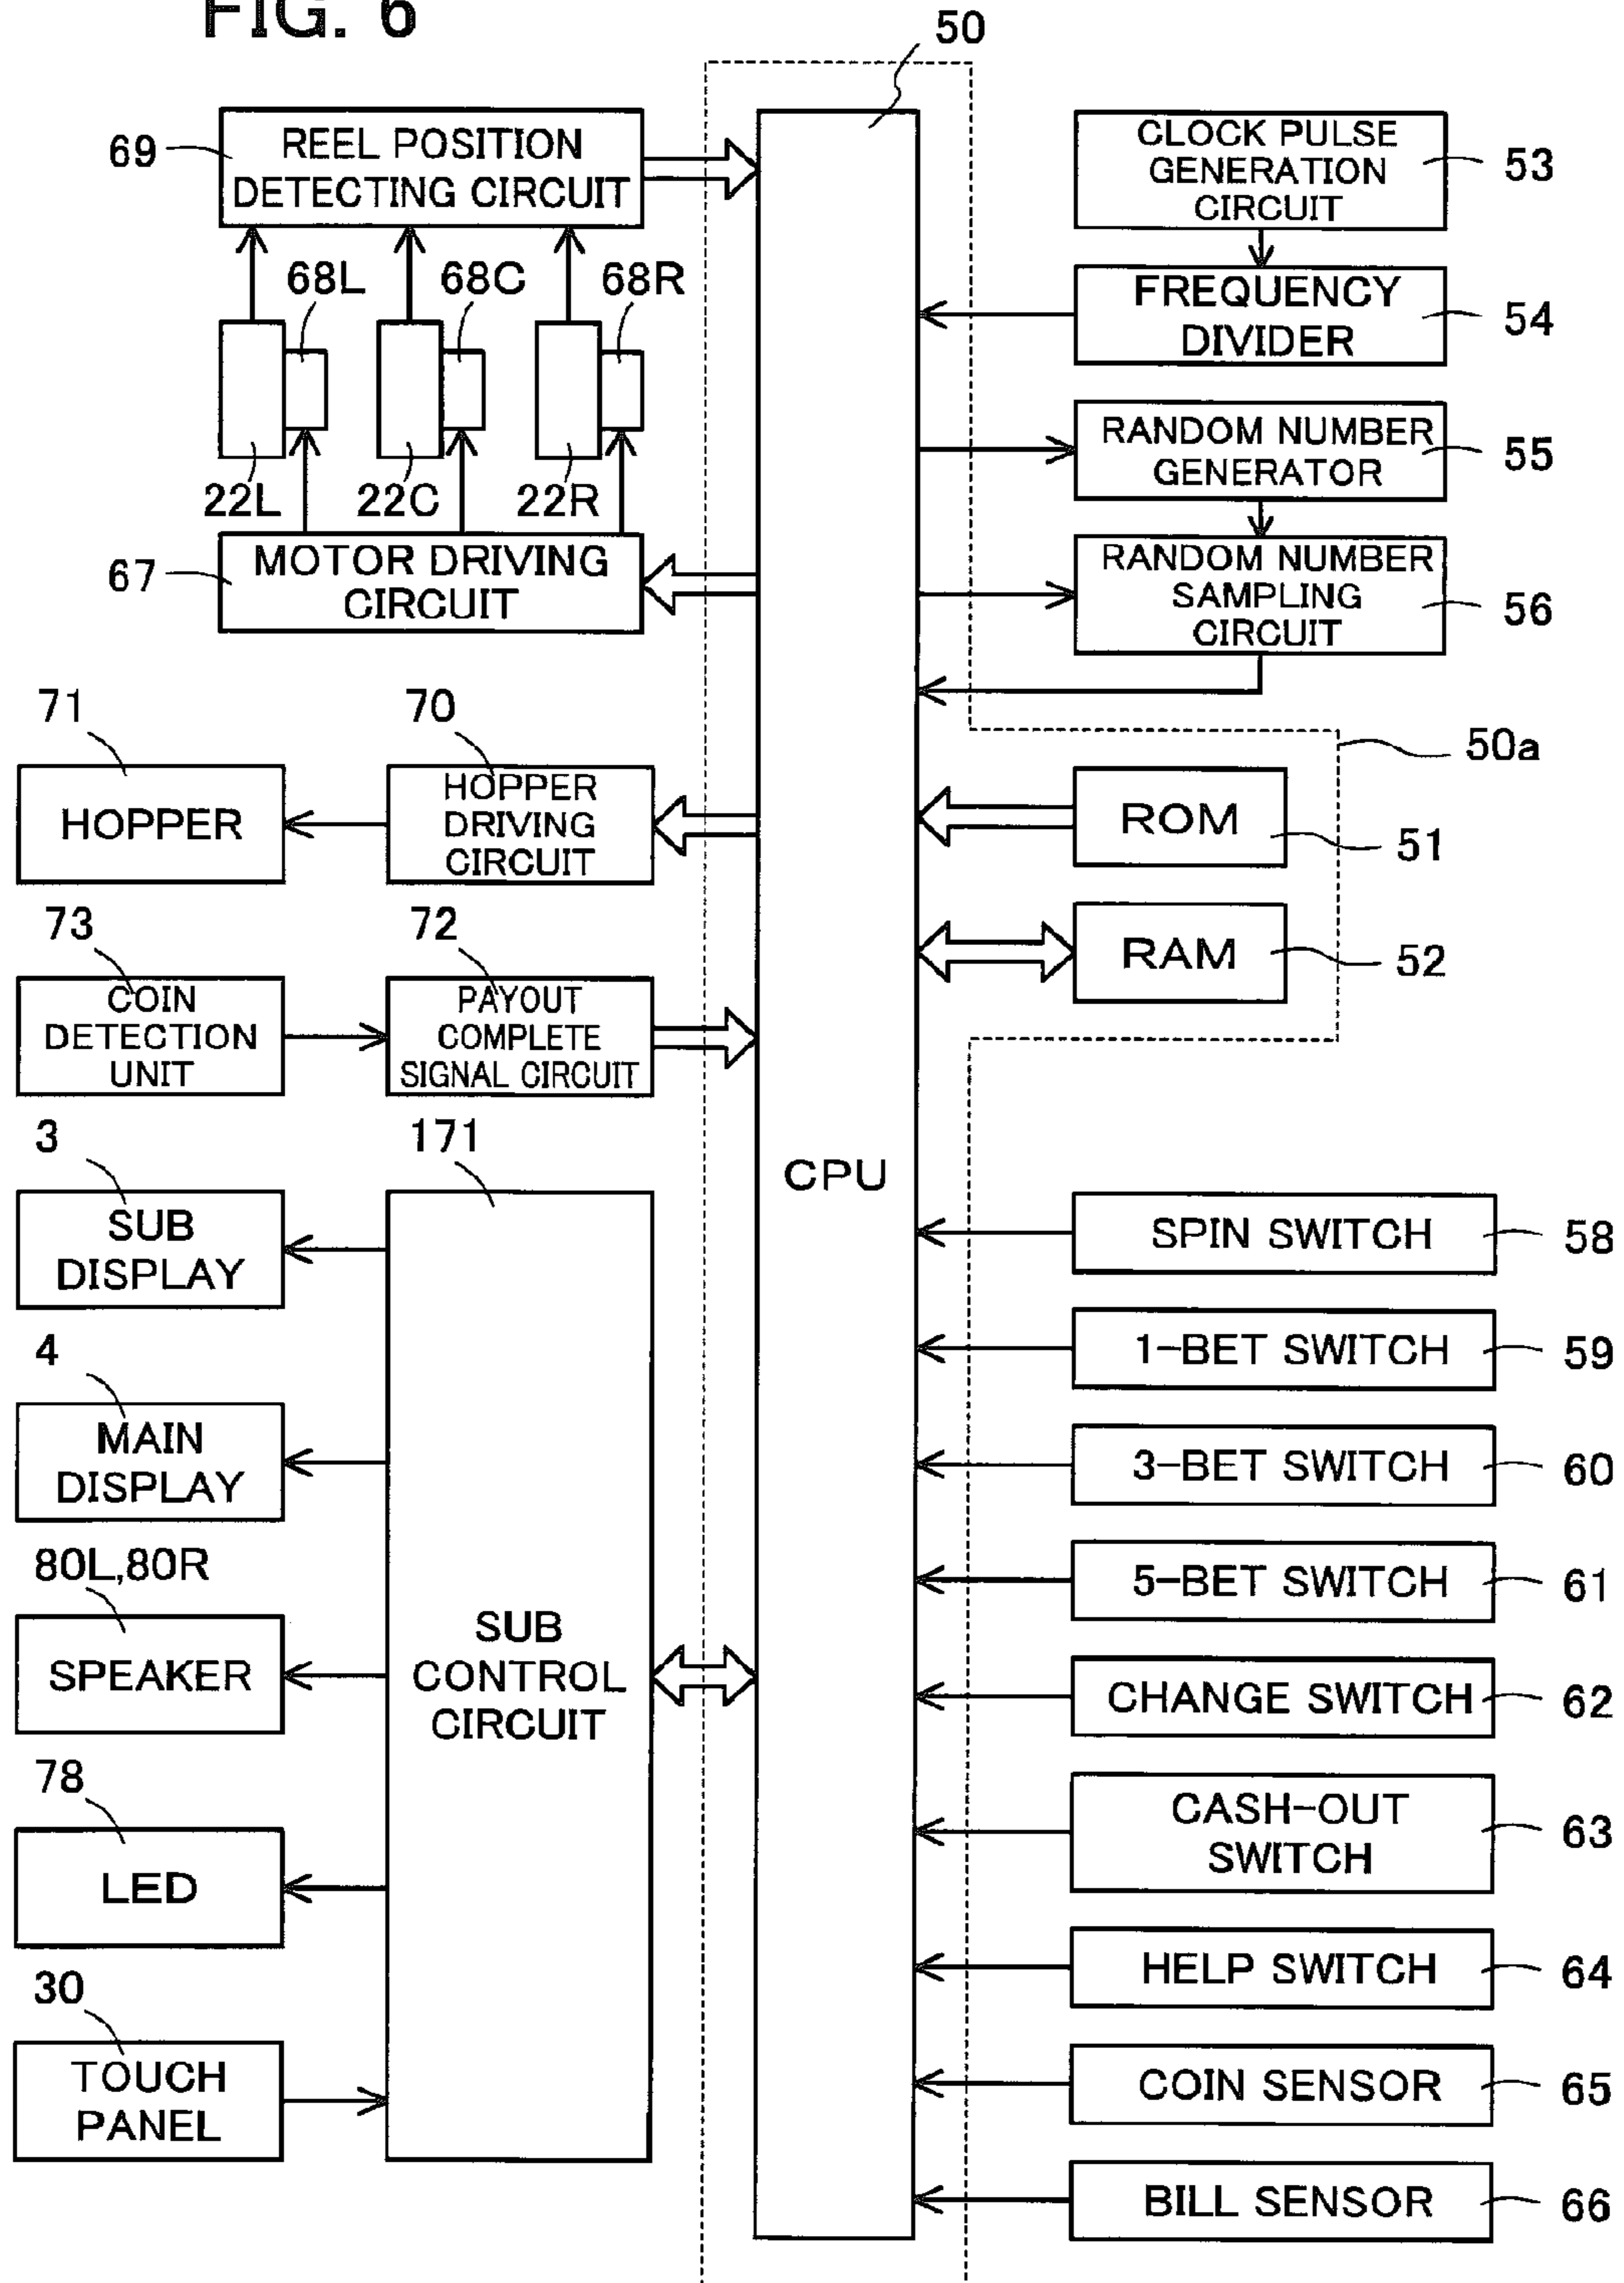 FIG. 6
50
69
REEL POSITION
DETECTING CIRCUIT
68L
68C
68R
22L
22C
22R
67
MOTOR DRIVING
CIRCUIT
CLOCK PULSE
GENERATION
CIRCUIT
53
FREQUENCY
DIVIDER
54
RANDOM NUMBER
GENERATOR
55
RANDOM NUMBER
SAMPLING
CIRCUIT
56
50a
71
HOPPER
70
HOPPER
DRIVING
CIRCUIT
ROM
51
RAM
52
73
COIN
DETECTION
UNIT
72
PAYOUT
COMPLETE
SIGNAL CIRCUIT
CPU
3
SUB
DISPLAY
4
MAIN
DISPLAY
80L,80R
SPEAKER
78
LED
30
TOUCH
PANEL
171
SUB
CONTROL
CIRCUIT
SPIN SWITCH
58
1-BET SWITCH
59
3-BET SWITCH
60
5-BET SWITCH
61
CHANGE SWITCH
62
CASH-OUT
SWITCH
63
HELP SWITCH
64
COIN SENSOR
65
BILL SENSOR
66